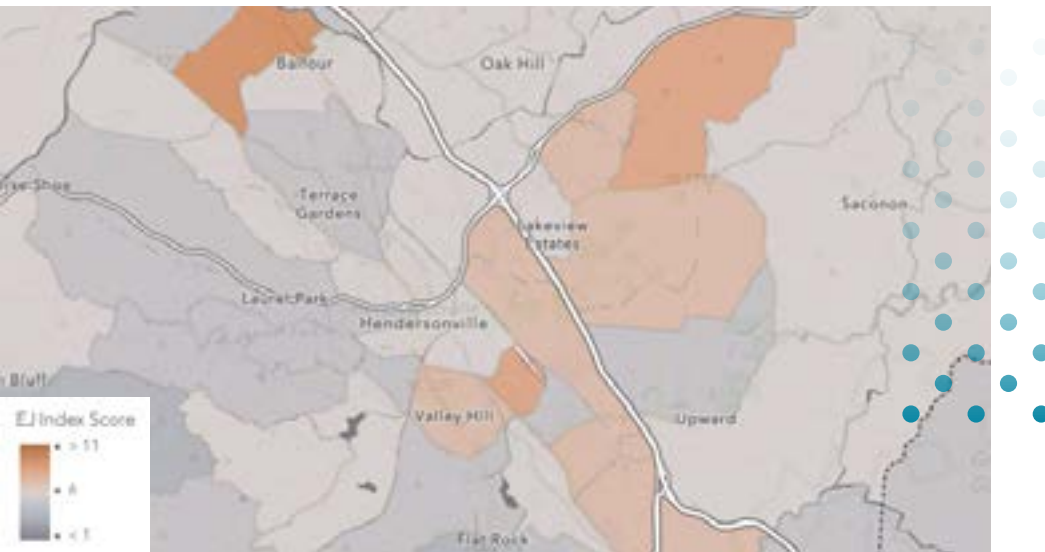 Balfour
Oak Hill
Terrace
Gardens
Saconon
Lakeview
Estates
Laurel Park
Hendersonville
Bluff
Valley Hill
Upward
Flat Rock
EJ Index Score
> 11
6
< 1